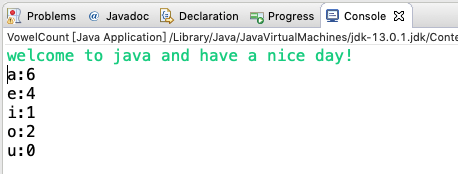 Problems @ Javadoc Declaration Progress Console
VowelCount [Java Application] /Library/Java/JavaVirtualMachines/jdk-13.0.1.jdk/Conte
welcome to java and have a nice day!
a:6
e:4
i:1
o:2
u:0